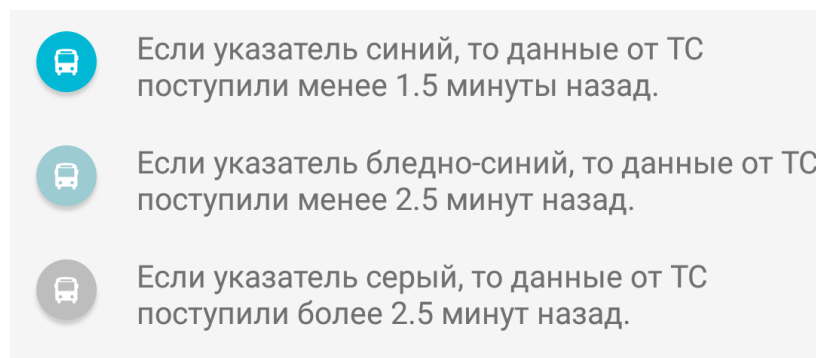 Если указатель синий, то данные от ТС
поступили менее 1.5 минуты назад.
Если указатель бледно-синий, то данные от ТС
поступили менее 2.5 минут назад.
Если указатель серый, то данные от ТС
поступили более 2.5 минут назад.